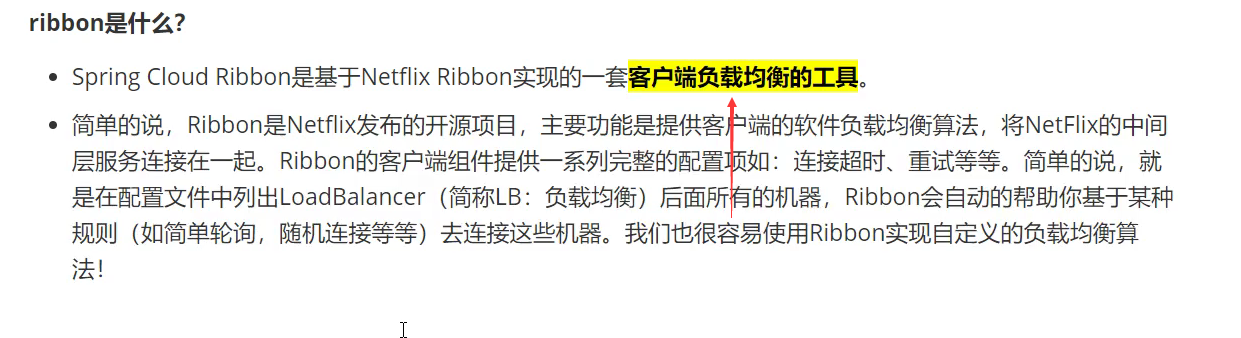 ribbon是什么?
Spring Cloud Ribbon是基于Netflix Ribbon实现的一套客户端负载均衡的工具。
简单的说，Ribbon是Netflix发布的开源项目，主要功能是提供客户端的软件负载均衡算法，将NetFlix的中间
层服务连接在一起。Ribbon的客户端组件提供一系列完整的配置项如：连接超时、重试等等。简单的说，就
是在配置文件中列出LoadBalancer（简称LB：负载均衡）后面所有的机器，Ribbon会自动的帮助你基于某种
规则（如简单轮询，随机连接等等）去连接这些机器。我们也很容易使用Ribbon实现自定义的负载均衡算
法！